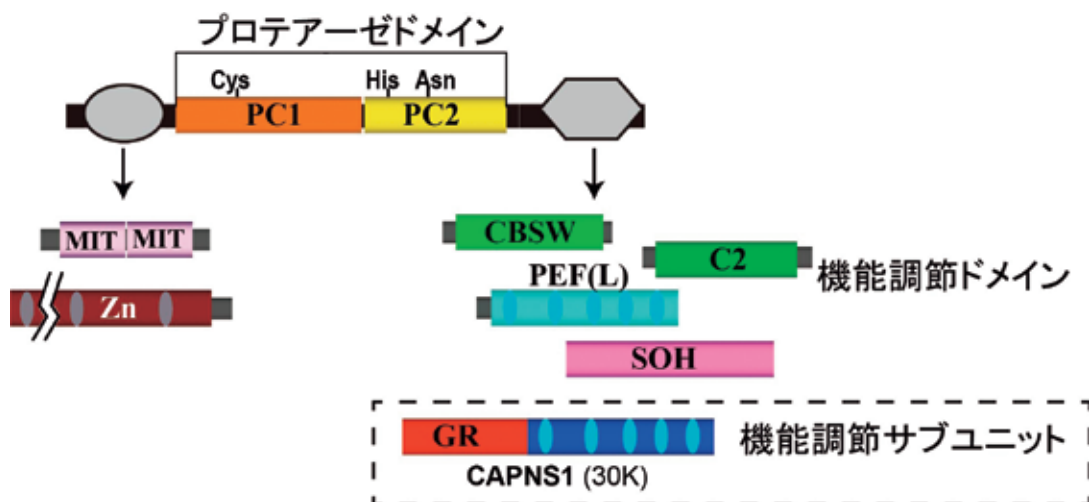 プロテアーゼドメイン
Cys His Asn
PC1 PC2
MIT MIT
CBSW
C2
機能調節ドメイン
PEF(L)
Zn
SOH
GR
機能調節サブユニット
CAPNS1 (30K)